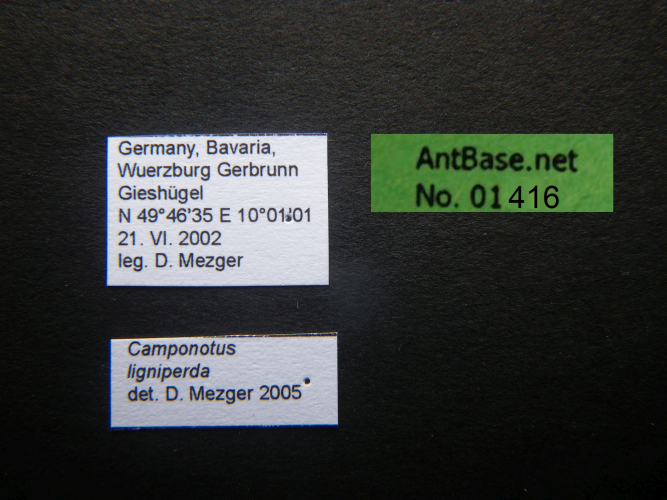 Germany, Bavaria,
Wuerzburg Gerbrunn
Gieshügel
N 49°46'35 E 10°01'01
21. VI. 2002
leg. D. Mezger
AntBase.net
No. 01416
Camponotus
ligniperda
det. D. Mezger 2005